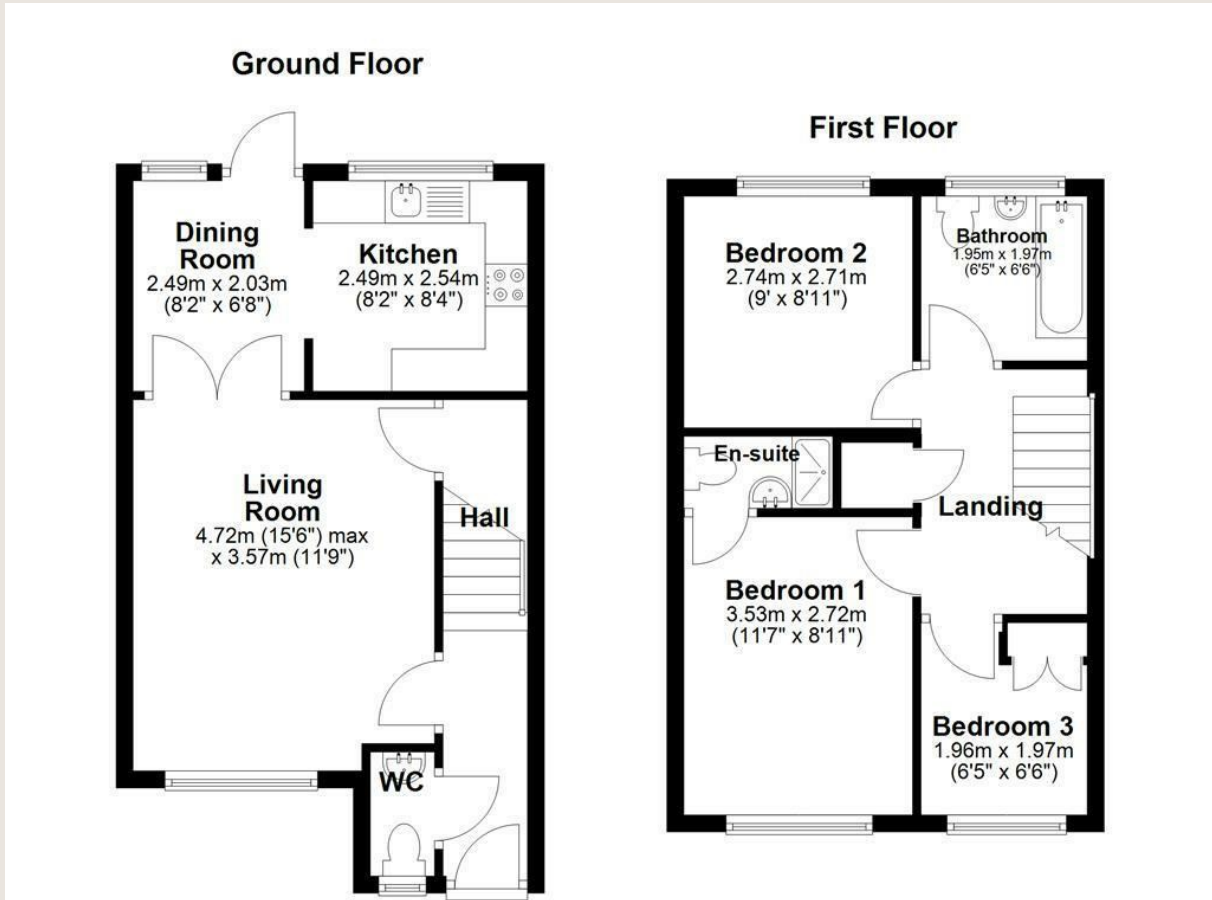 Ground Floor
Dining
Room
2.49m x 2.03m
(8'2" x 6'8")
Kitchen
2.49m x 2.54m
(8'2" x 8'4")
Living
Room
4.72m (15'6") max
x 3.57m (11'9")
Hall
WC
First Floor
Bedroom 2
2.74m x 2.71m
(9' x 8'11")
Bathroom
1.95m x 1.97m
(6'5" x 6'6")
En-suite
Landing
Bedroom 1
3.53m x 2.72m
(11'7" x 8'11")
Bedroom 3
1.96m x 1.97m
(6'5" x 6'6")